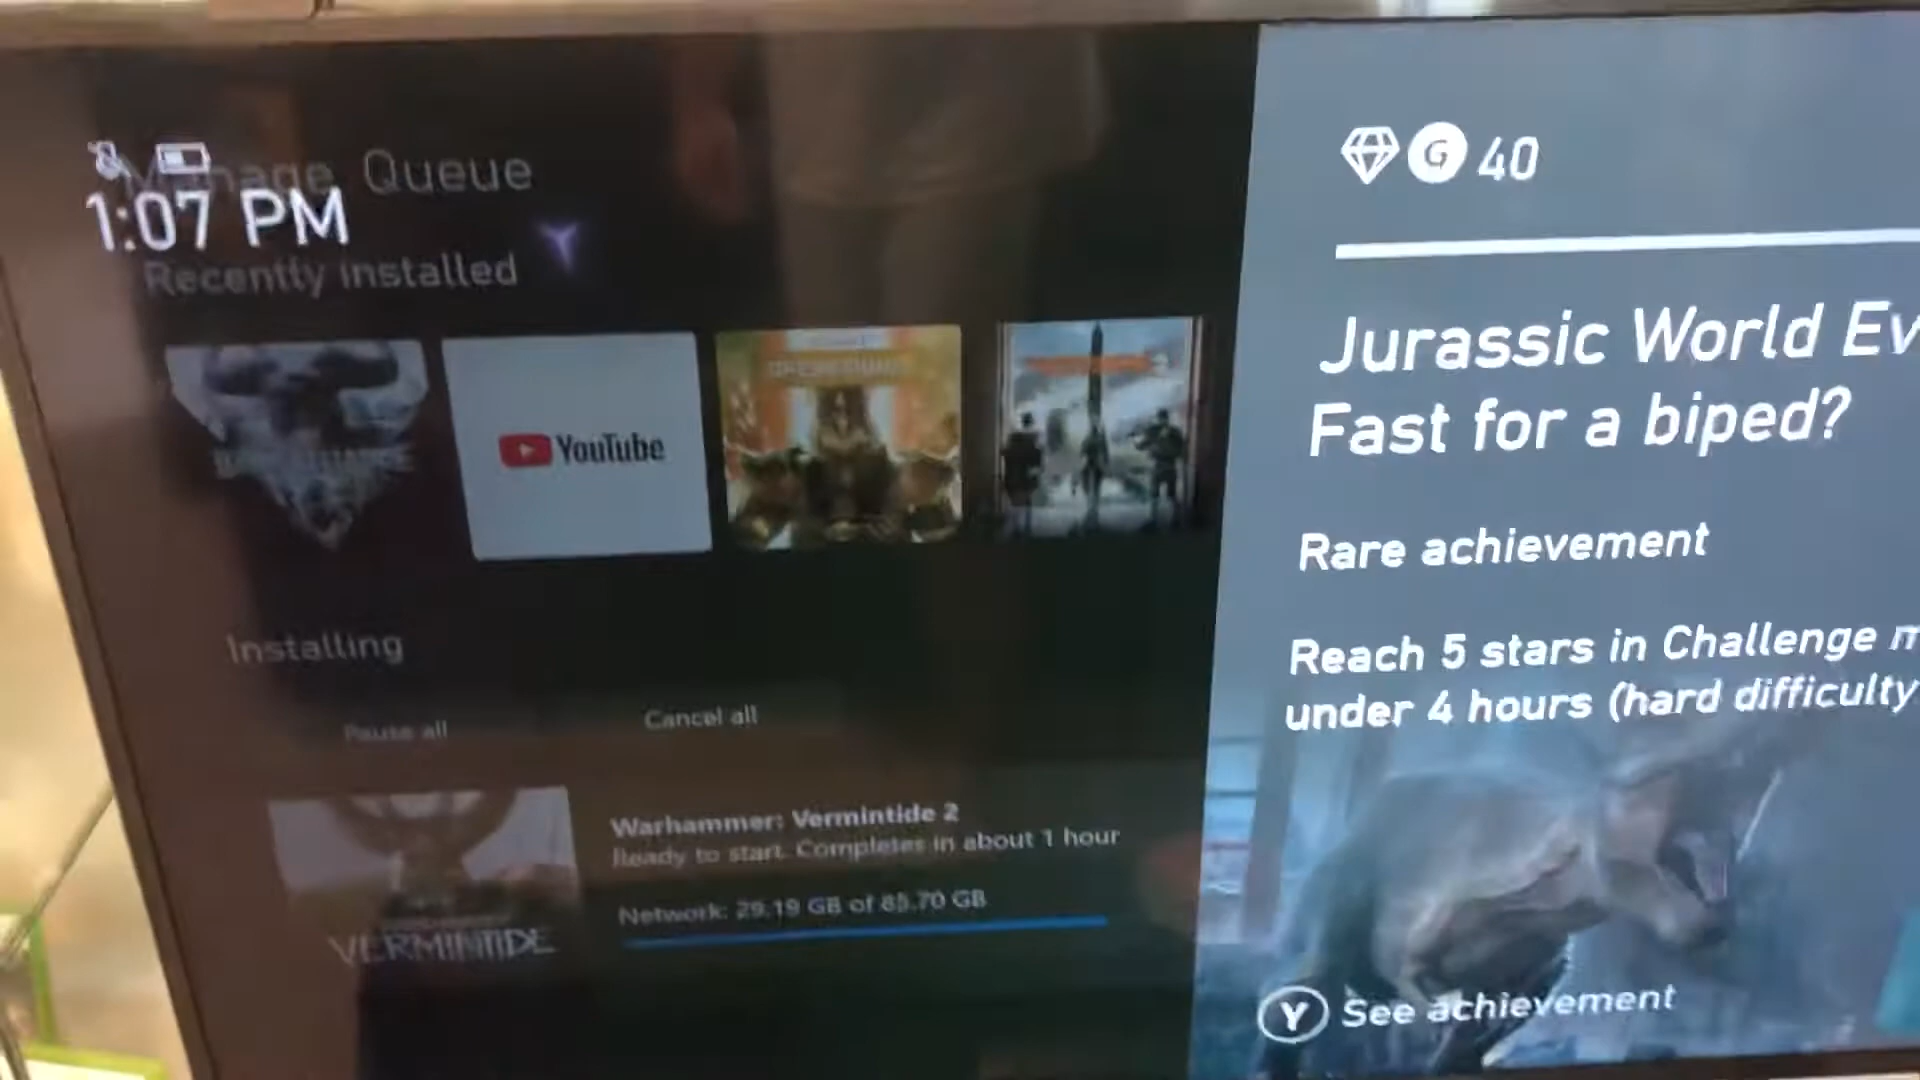 Manage Queue
1:07 PM
Recently installed
YouTube
Installing
Pause all
Cancel all
VERMINTIDE
Warhammer: Vermintide 2
Ready to start. Completes in about 1 hour
Network: 29.19 GB of 85.70 GB
G 40
Jurassic World Ev
Fast for a biped?
Rare achievement
Reach 5 stars in Challenge m
under 4 hours (hard difficulty
Y See achievement